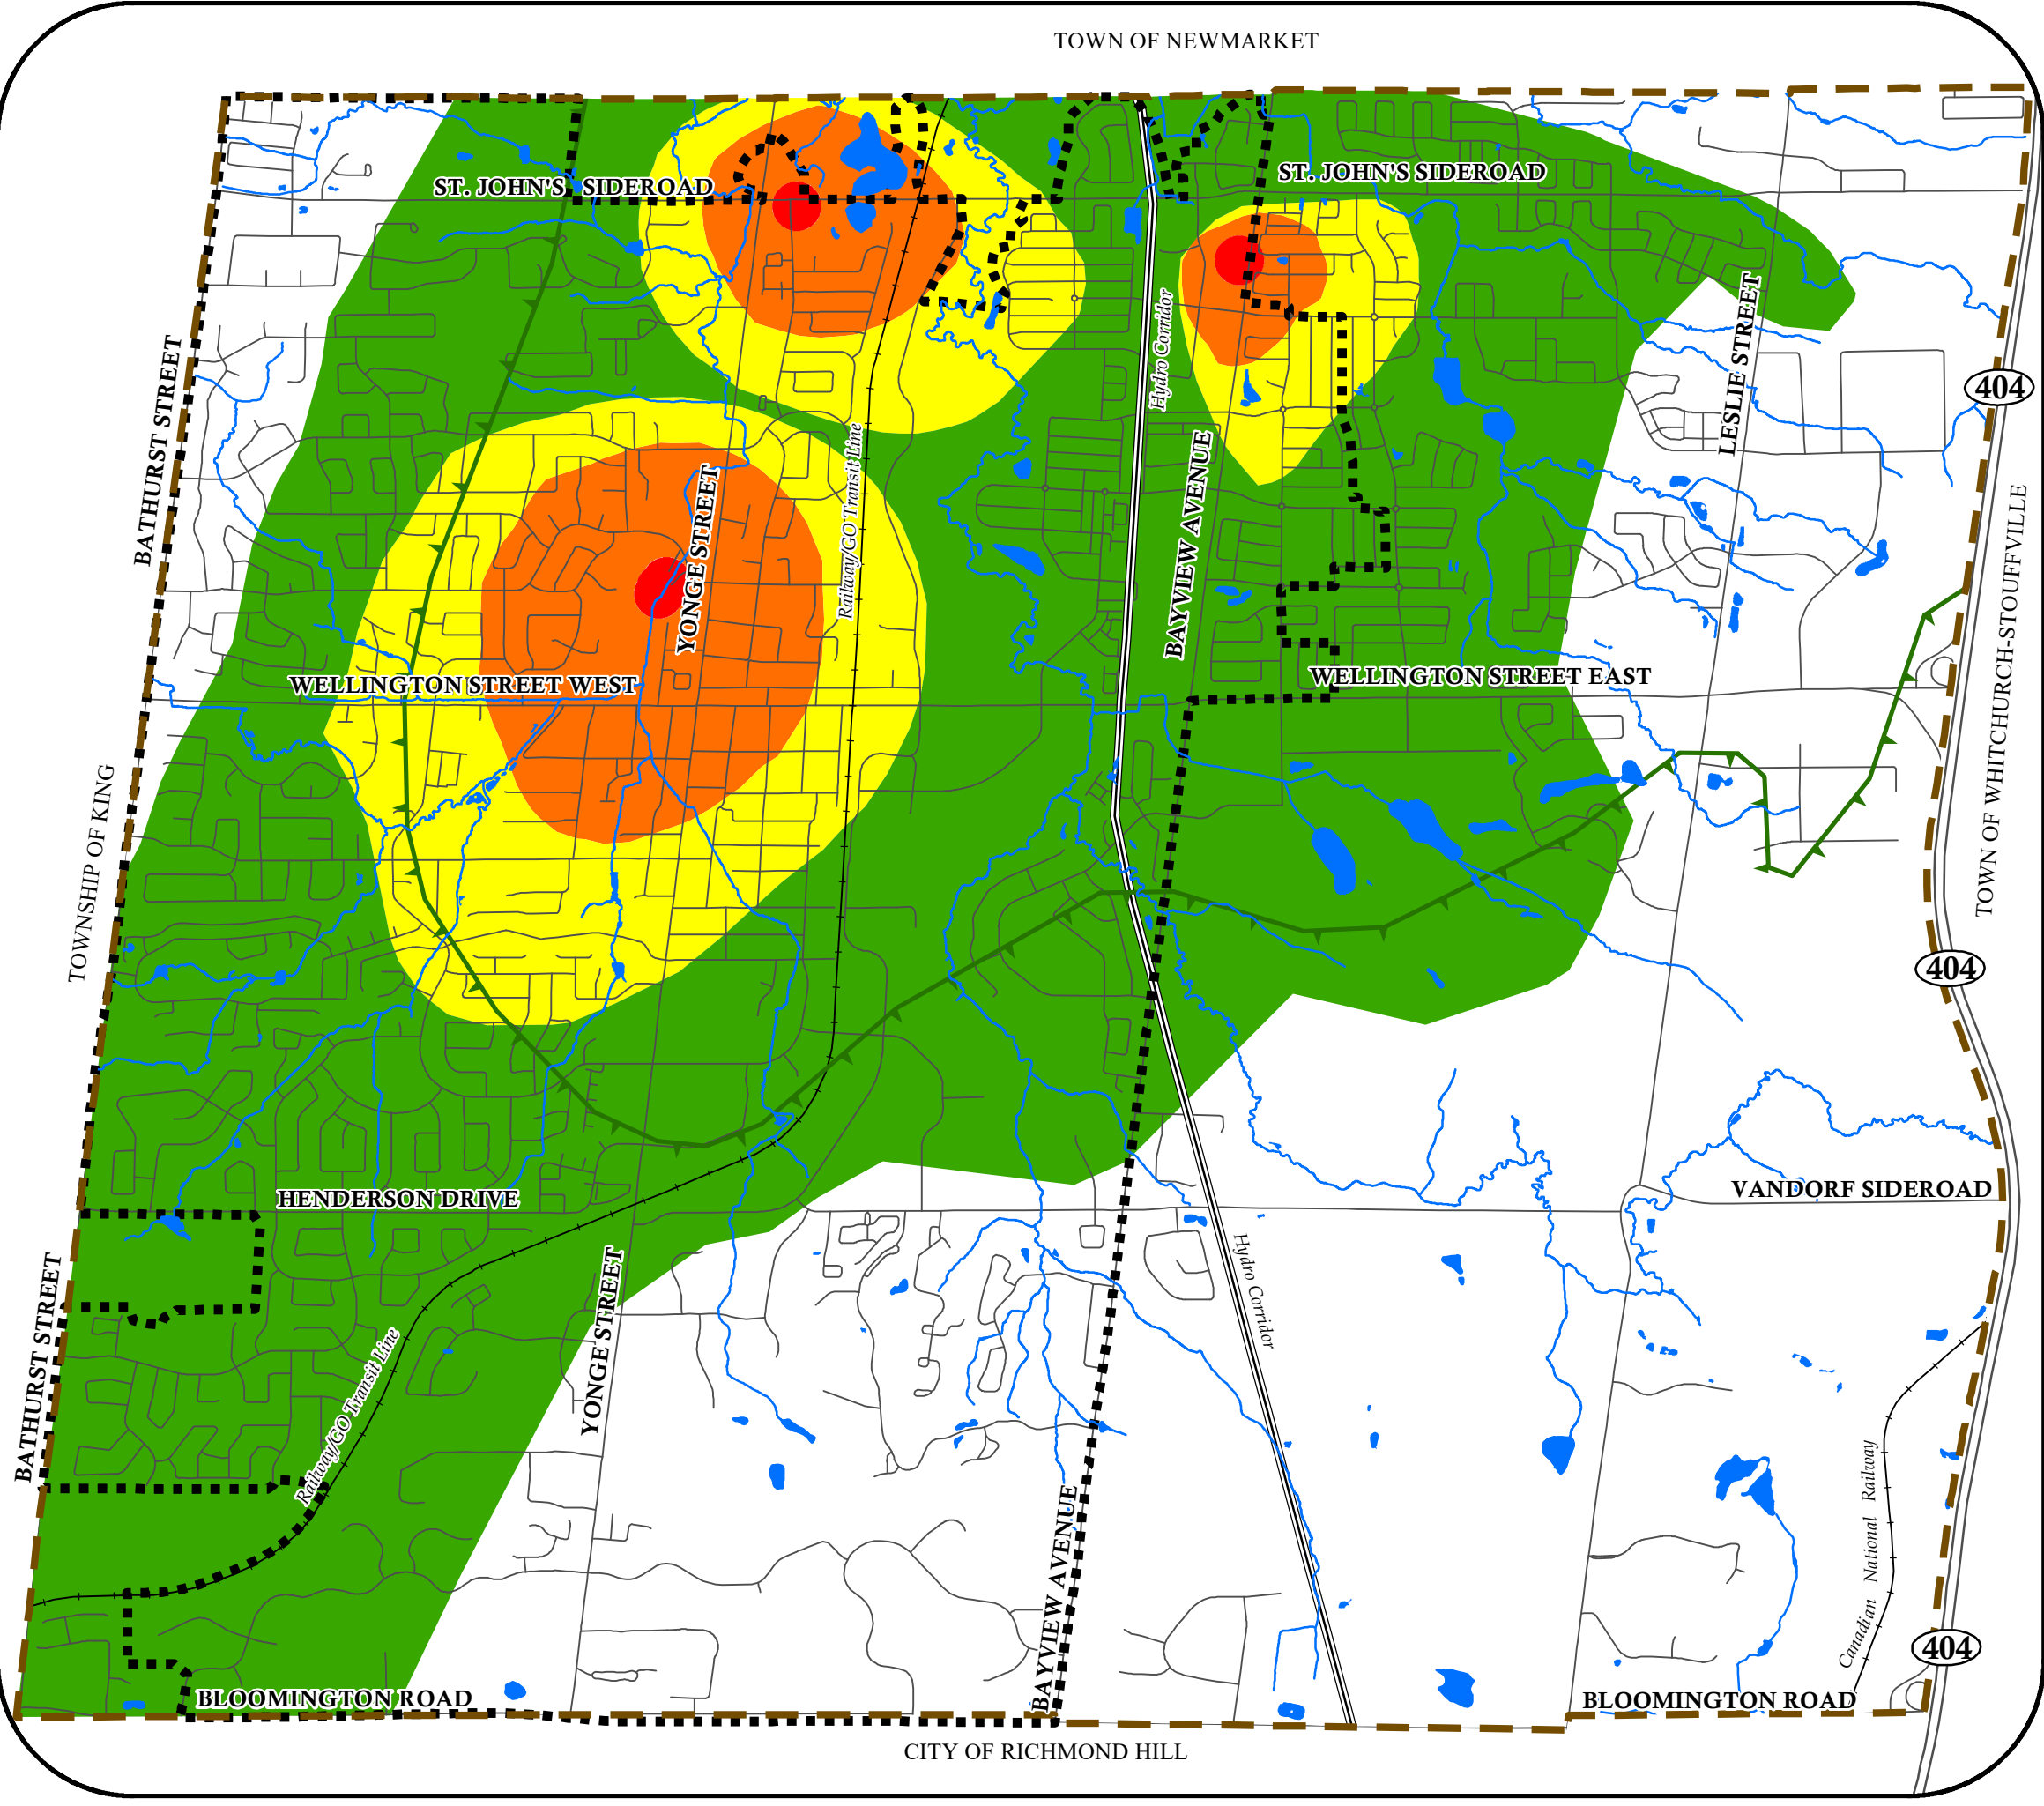 TOWN OF NEWMARKET
ST. JOHN'S SIDEROAD
ST. JOHN'S SIDEROAD
Hydro Corridor
LESLIE STREET
BATHURST STREET
404
Railway/GO Transit Line
YONGE STREET
BAYVIEW AVENUE
TOWN OF WHITCHURCH-STOUFFVILLE
WELLINGTON STREET WEST
WELLINGTON STREET EAST
TOWNSHIP OF KING
404
HENDERSON DRIVE
VANDORF SIDEROAD
BATHURST STREET
YONGE STREET
Hydro Corridor
Railway/GO Transit Line
BAYVIEW AVENUE
Canadian National Railway
404
BLOOMINGTON ROAD
BLOOMINGTON ROAD
CITY OF RICHMOND HILL